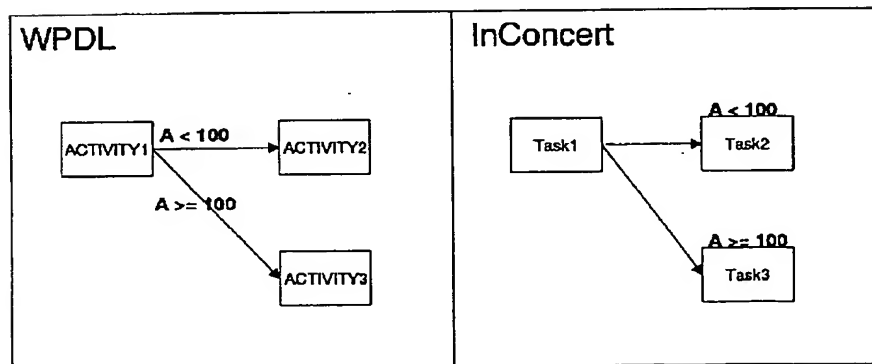 WPDL
ACTIVITY1
A < 100
ACTIVITY2
A >= 100
ACTIVITY3
InConcert
Task1
A < 100
Task2
A >= 100
Task3